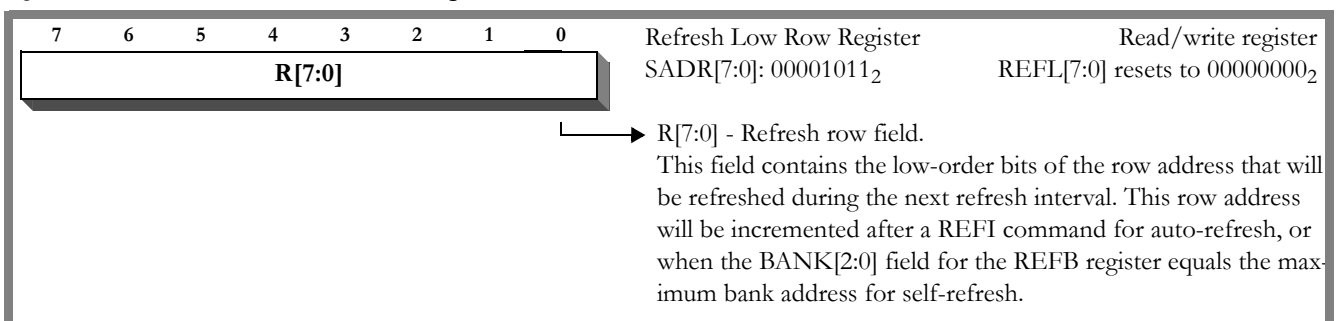 7 6 5 4 3 2 1 0
R[7:0]
Refresh Low Row Register Read/write register
SADR[7:0]: 00001011₂ REFL[7:0] resets to 00000000₂
R[7:0] - Refresh row field.
This field contains the low-order bits of the row address that will
be refreshed during the next refresh interval. This row address
will be incremented after a REFI command for auto-refresh, or
when the BANK[2:0] field for the REFB register equals the max-
imum bank address for self-refresh.